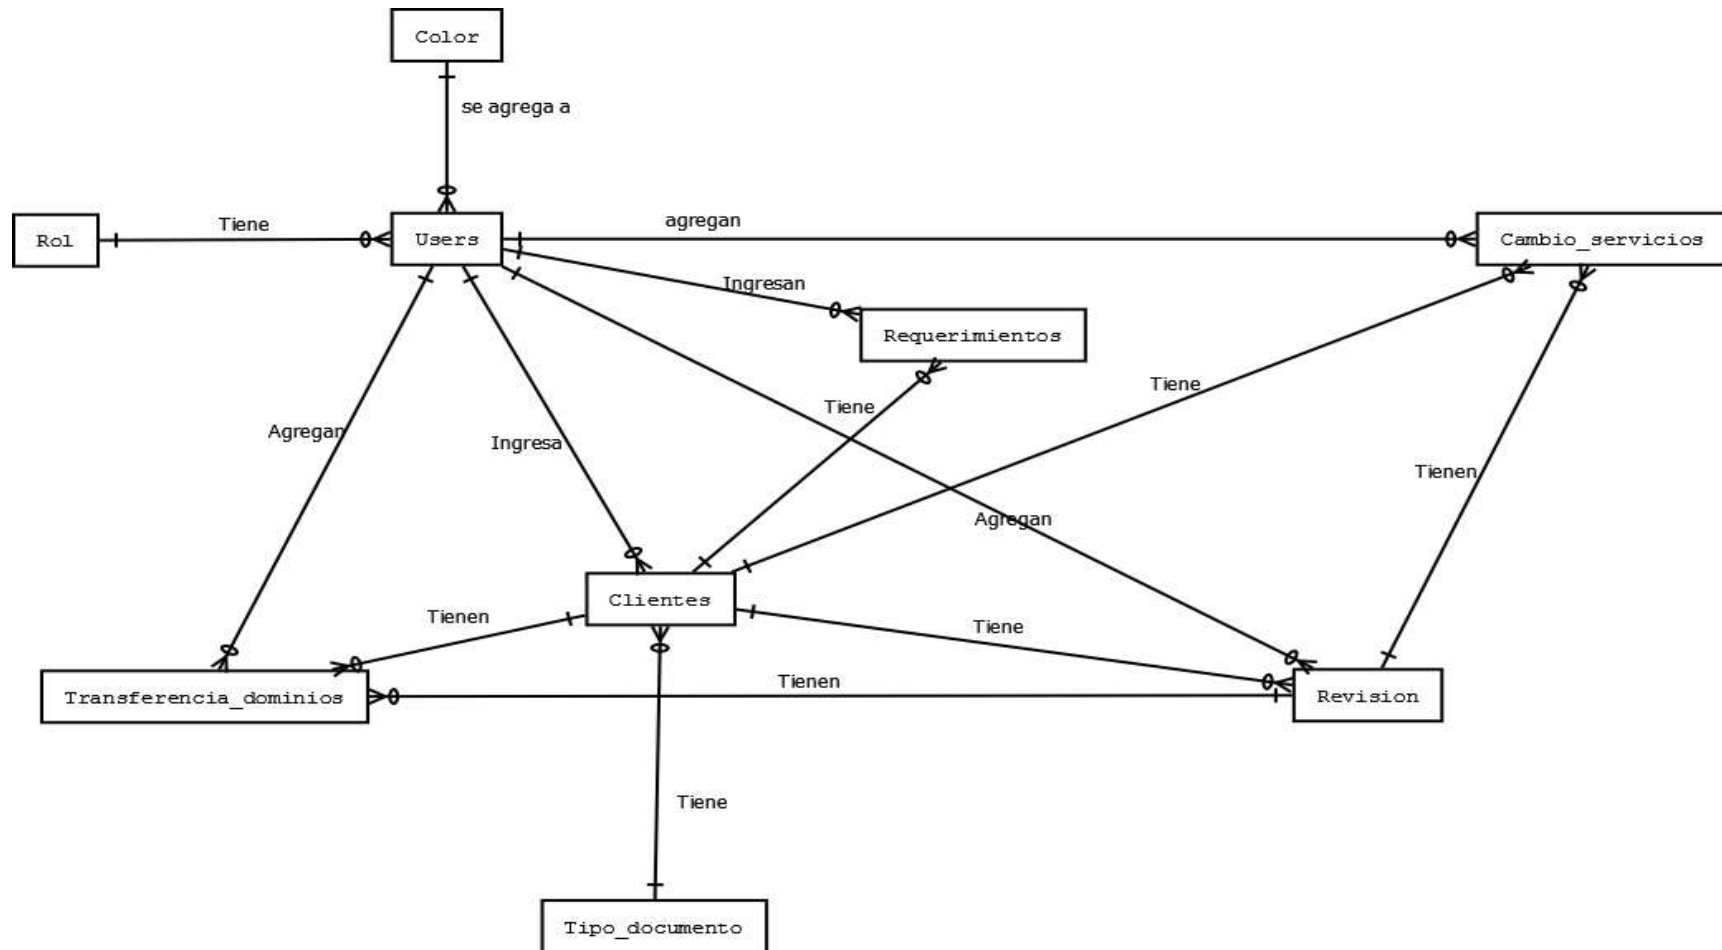 Color
se agrega a
Rol
Tiene
Users
agregan
Cambio_servicios
Ingresan
Requerimientos
Tiene
Tiene
Agregan
Ingresa
Tienen
Agregan
Clientes
Tienen
Tiene
Transferencia_dominios
Tienen
Revision
Tiene
Tipo_documento